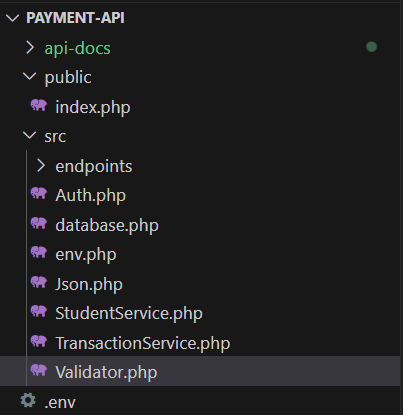 PAYMENT-API
api-docs
public
index.php
src
endpoints
Auth.php
database.php
env.php
Json.php
StudentService.php
TransactionService.php
Validator.php
.env